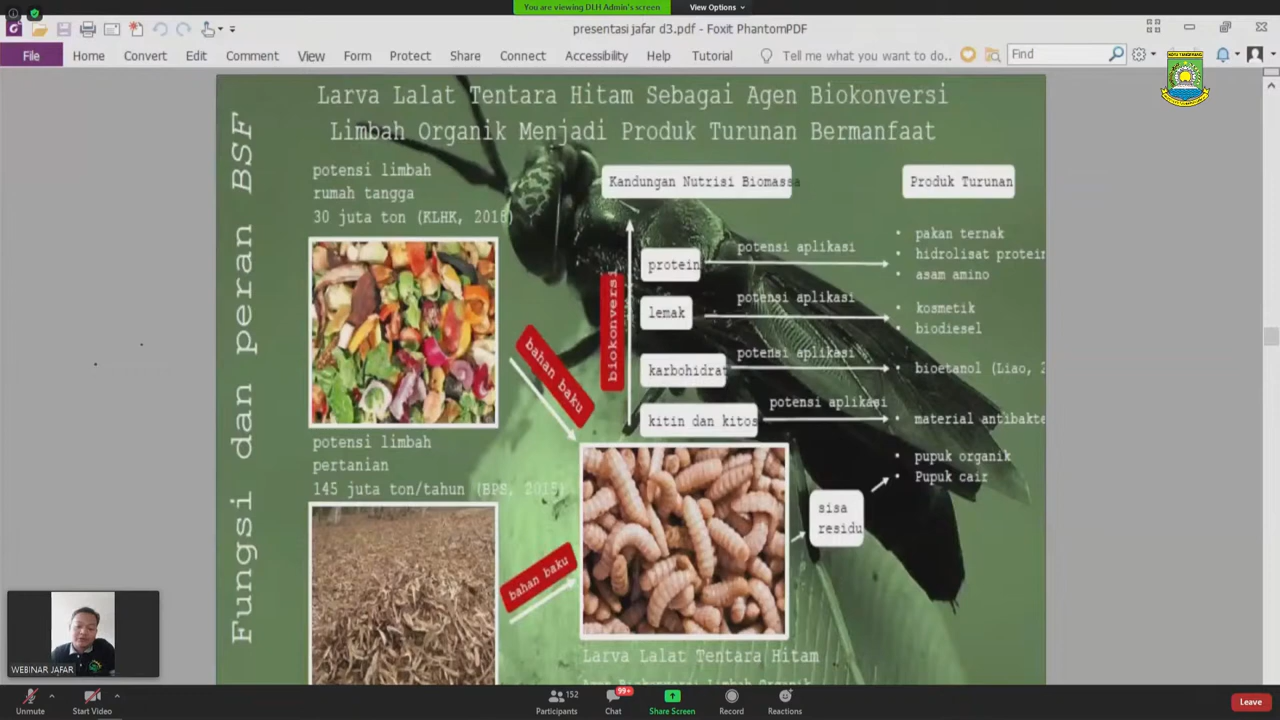 You are viewing DLH Admin's screen
View Options
presentasi jafar d3.pdf - Foxit PhantomPDF
File
Home
Convert
Edit
Comment
View
Form
Protect
Share
Connect
Accessibility
Help
Tutorial
Tell me what you want to do..
Find
Larva Lalat Tentara Hitam Sebagai Agen Biokonversi
Limbah Organik Menjadi Produk Turunan Bermanfaat
Fungsi dan peran BSF
potensi limbah
rumah tangga
30 juta ton (KLHK, 2018)
Kandungan Nutrisi Biomassa
Produk Turunan
biokonversi
protein
potensi aplikasi
• pakan ternak
• hidrolisat protein
• asam amino
lemak
potensi aplikasi
• kosmetik
• biodiesel
karbohidrat
potensi aplikasi
• bioetanol (Liao, 2
kitin dan kitos
potensi aplikasi
• material antibakte
bahan baku
potensi limbah
pertanian
145 juta ton/tahun (BPS, 2015)
• pupuk organik
• Pupuk cair
sisa
residu
bahan baku
Larva Lalat Tentara Hitam
Agen Biokonversi Limbah Organik
WEBINAR JAFAR
Unmute
Start Video
152
Participants
99+
Chat
Share Screen
Record
Reactions
Leave